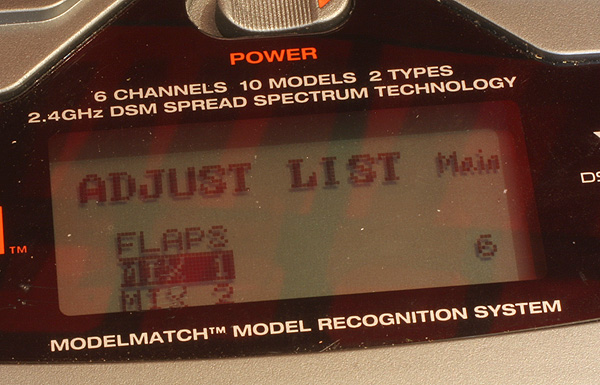 POWER
6 CHANNELS 10 MODELS 2 TYPES
2.4GHz DSM SPREAD SPECTRUM TECHNOLOGY
ADJUST LIST Main
FLAPS
MIX 1 6
MIX 2
TM
MODELMATCH™ MODEL RECOGNITION SYSTEM